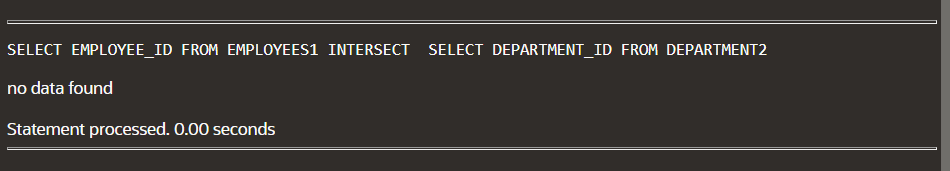 SELECT EMPLOYEE_ID FROM EMPLOYEES1 INTERSECT  SELECT DEPARTMENT_ID FROM DEPARTMENT2
no data found
Statement processed. 0.00 seconds